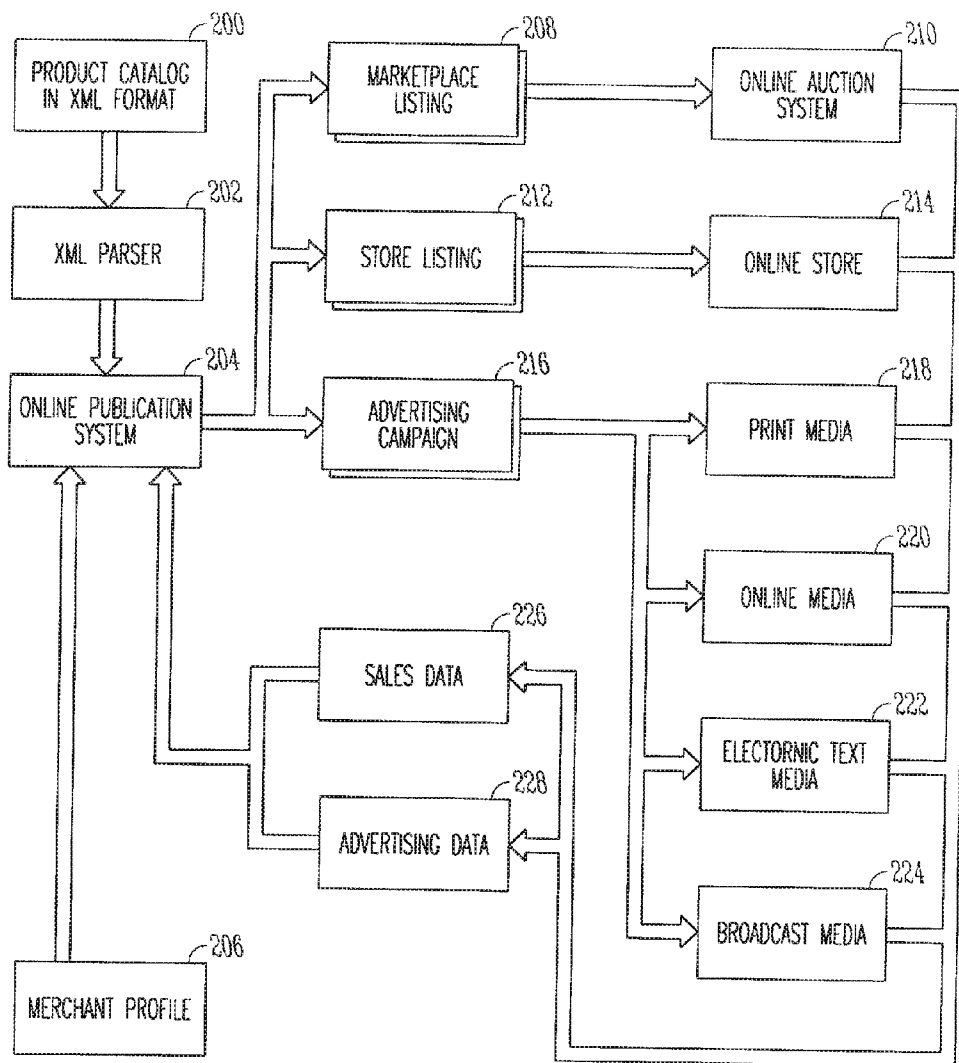 200
PRODUCT CATALOG
IN XML FORMAT
202
XML PARSER
204
ONLINE PUBLICATION
SYSTEM
208
MARKETPLACE
LISTING
210
ONLINE AUCTION
SYSTEM
212
STORE LISTING
214
ONLINE STORE
216
ADVERTISING
CAMPAIGN
218
PRINT MEDIA
220
ONLINE MEDIA
226
SALES DATA
222
ELECTORNIC TEXT
MEDIA
228
ADVERTISING DATA
224
BROADCAST MEDIA
206
MERCHANT PROFILE